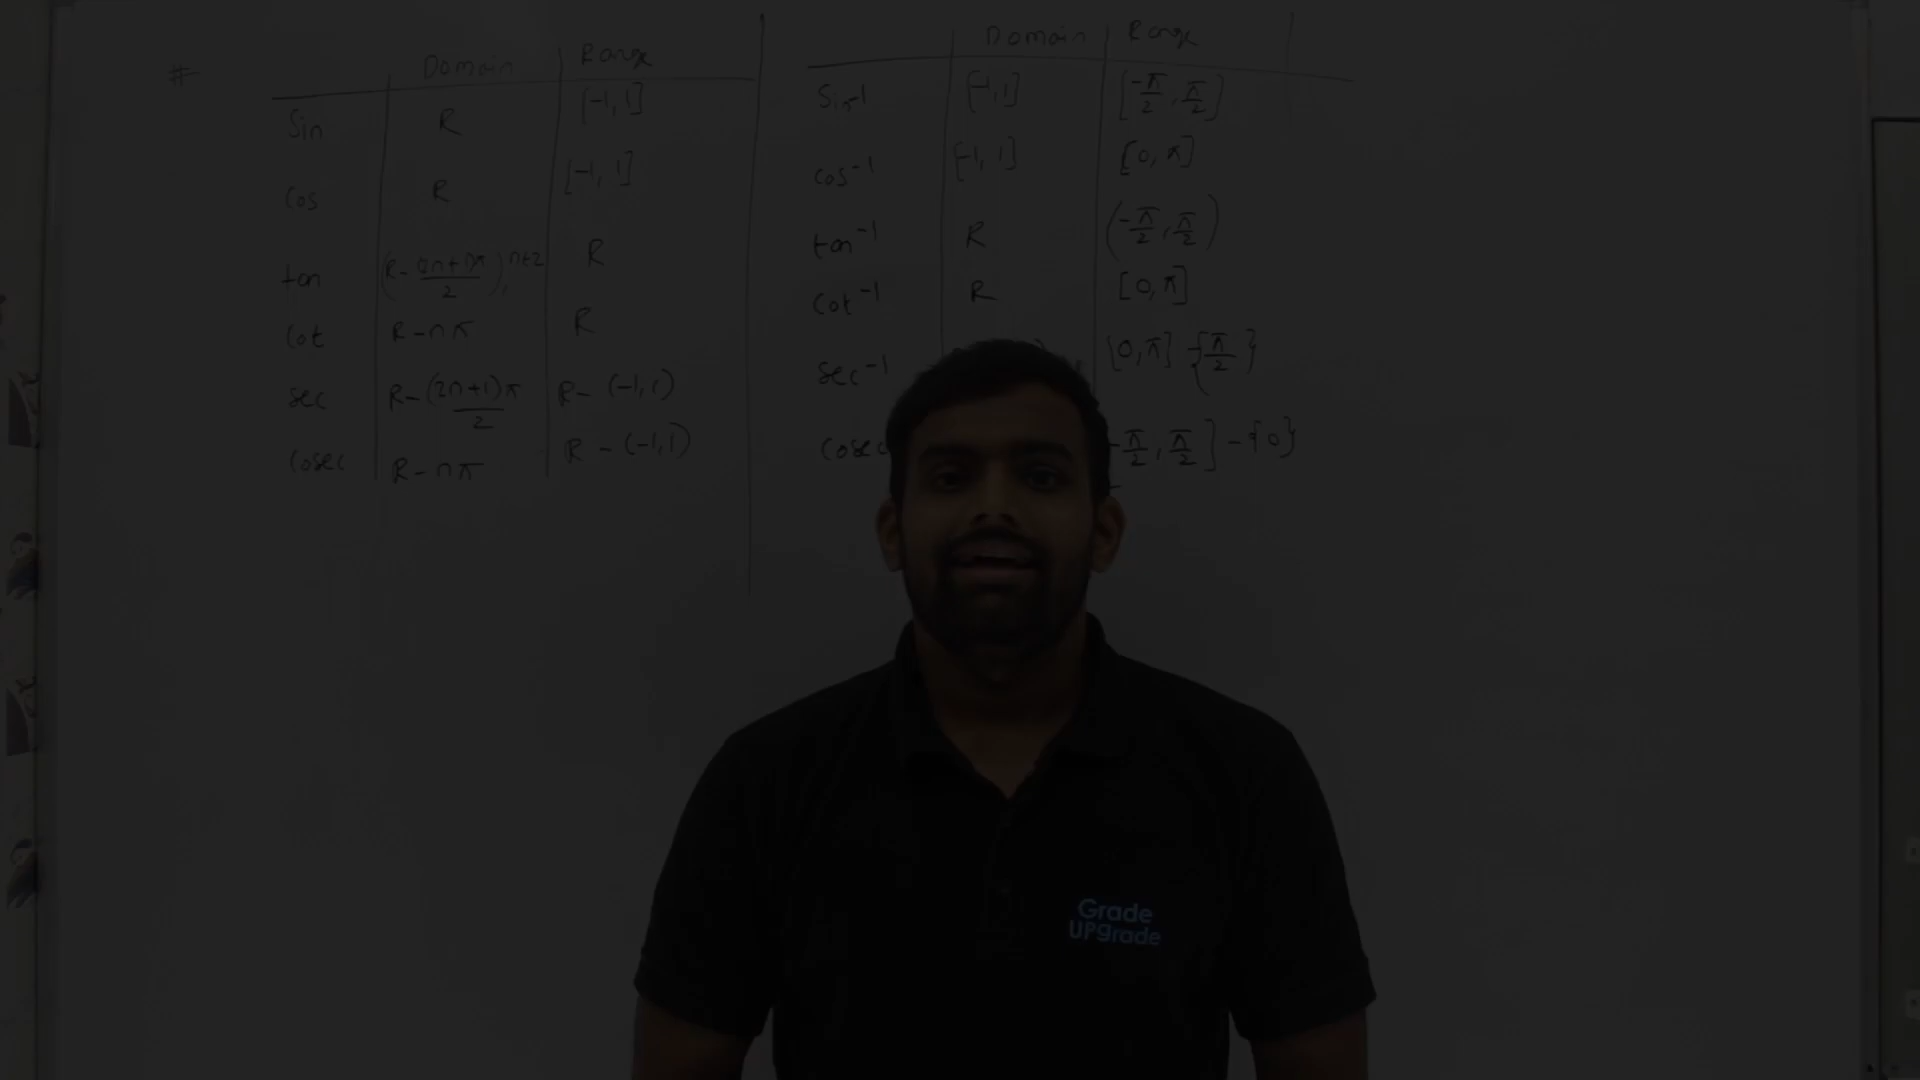 # Domain Range
Sin R [-1, 1]
Cos R [-1, 1]
tan (R - (2n+1)π/2), n+2 R
Cot R - nπ R
Sec R - (2n+1)π/2 R - (-1, 1)
Cosec R - nπ R - (-1, 1)
Domain Range
Sin⁻¹ [-1, 1] [-π/2, π/2]
Cos⁻¹ [-1, 1] [0, π]
tan⁻¹ R (-π/2, π/2)
Cot⁻¹ R [0, π]
Sec⁻¹ [0, π] - {π/2}
Cosec -π/2, π/2] - {0}
Grade
UPgrade